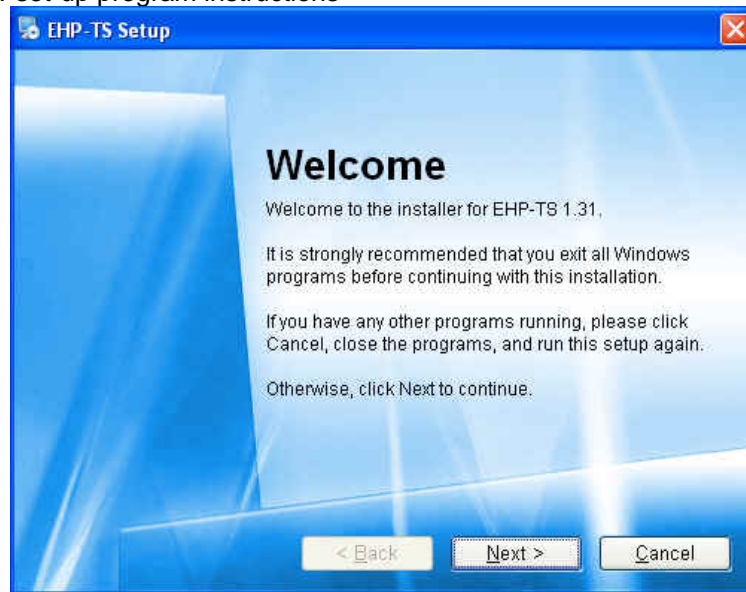 set-up program instructions
EHP-TS Setup
Welcome
Welcome to the installer for EHP-TS 1.31.
It is strongly recommended that you exit all Windows
programs before continuing with this installation.
If you have any other programs running, please click
Cancel, close the programs, and run this setup again.
Otherwise, click Next to continue.
< Back
Next >
Cancel